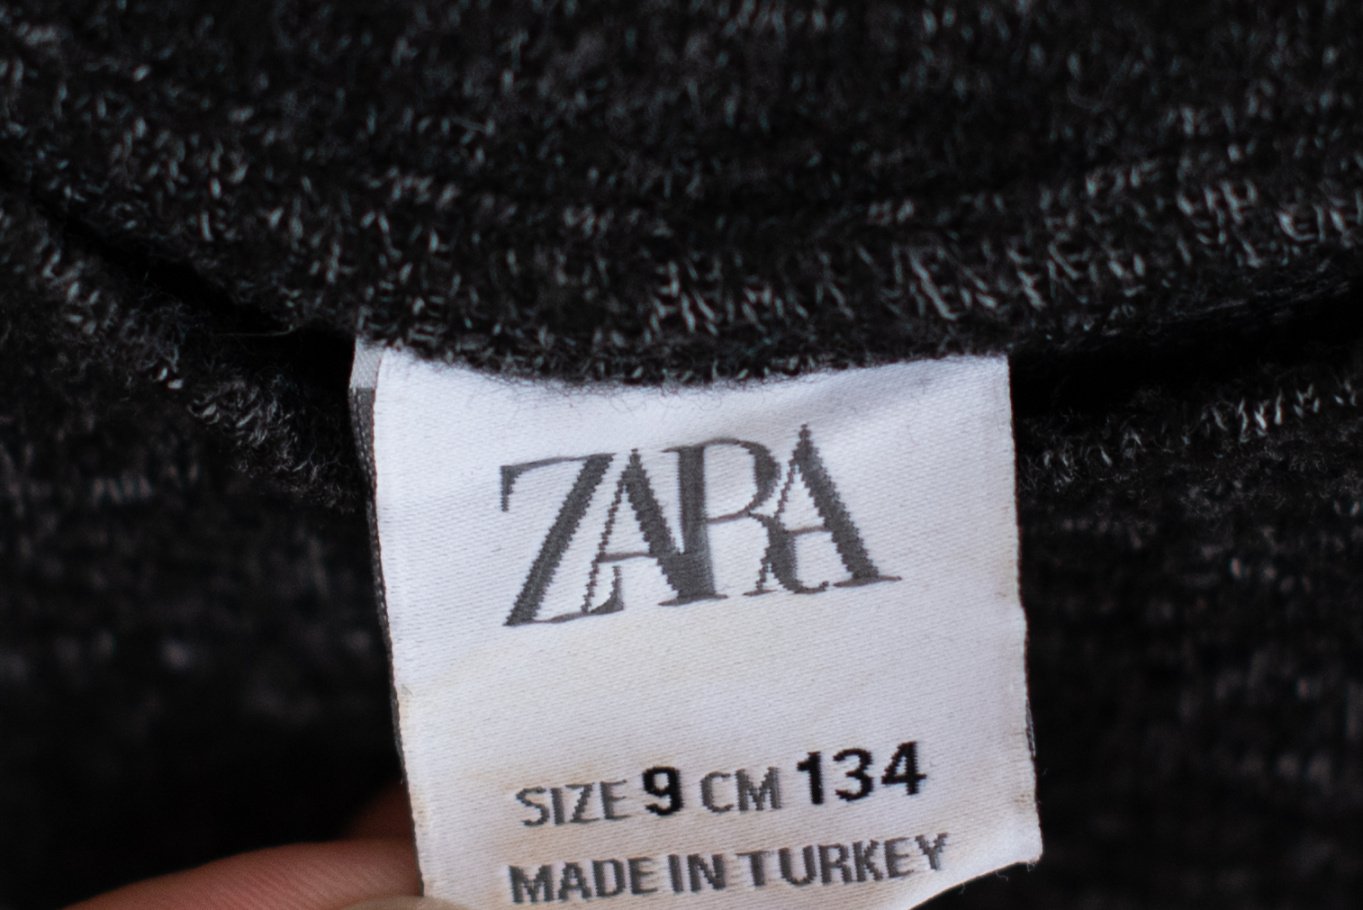 ZARA
SIZE 9 CM 134
MADE IN TURKEY